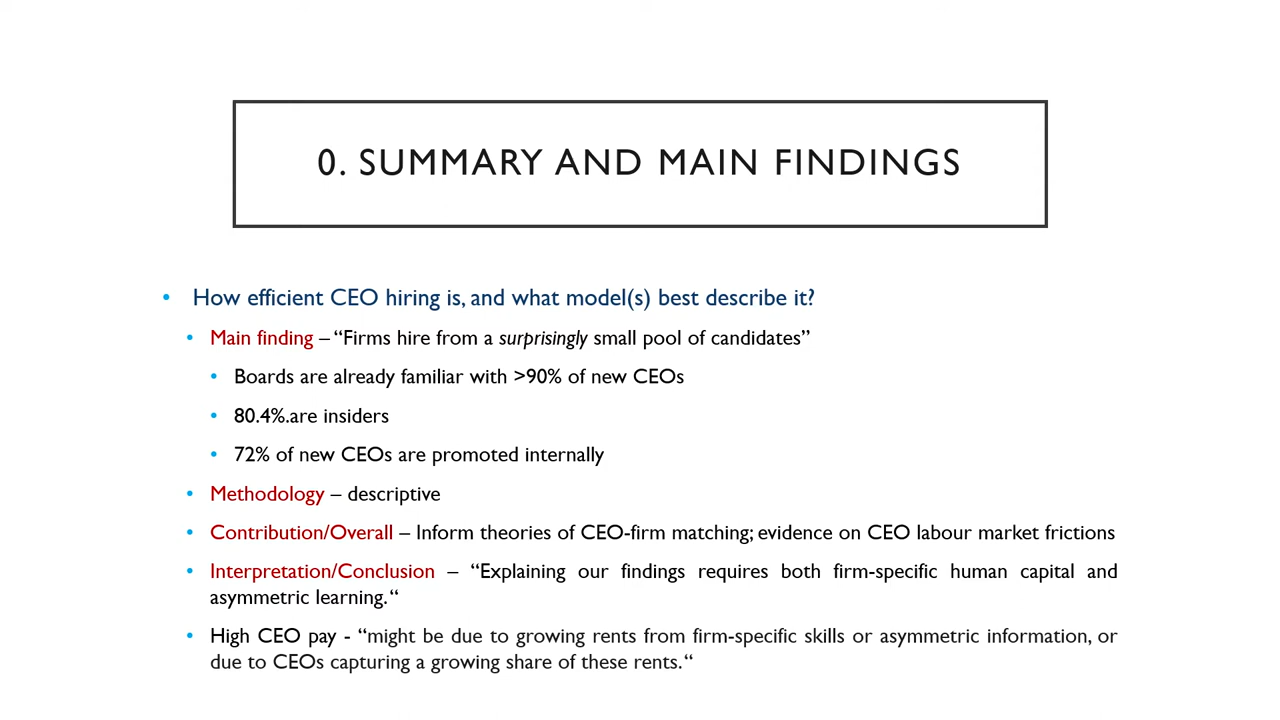 0. SUMMARY AND MAIN FINDINGS
• How efficient CEO hiring is, and what model(s) best describe it?
• Main finding – “Firms hire from a surprisingly small pool of candidates”
• Boards are already familiar with >90% of new CEOs
• 80.4%.are insiders
• 72% of new CEOs are promoted internally
• Methodology – descriptive
• Contribution/Overall – Inform theories of CEO-firm matching; evidence on CEO labour market frictions
• Interpretation/Conclusion – “Explaining our findings requires both firm-specific human capital and
asymmetric learning.“
• High CEO pay - “might be due to growing rents from firm-specific skills or asymmetric information, or
due to CEOs capturing a growing share of these rents.“